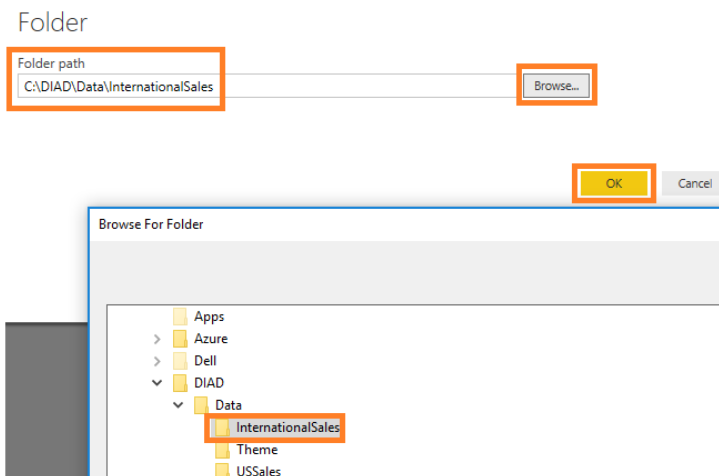 Folder
Folder path
C:\DIAD\Data\InternationalSales
Browse...
OK
Cancel
Browse For Folder
Apps
Azure
Dell
DIAD
Data
InternationalSales
Theme
USSales